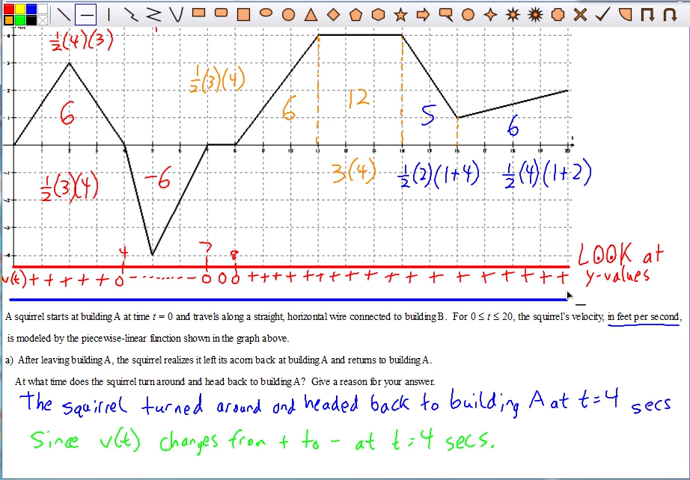 ½(4)(3)
½(3)(4)
6 6 12 5 6
-6
½(3)(4) 3(4) ½(2)(1+4) ½(4)(1+2)
4 7 8
v(t) + + + + + 0 - - - - - - - - - 0 0 0 + + + + + + + + + + + + + + + + + + + + +
LOOK at
y-values
A squirrel starts at building A at time t = 0 and travels along a straight, horizontal wire connected to building B. For 0 ≤ t ≤ 20, the squirrel's velocity, in feet per second,
is modeled by the piecewise-linear function shown in the graph above.
a) After leaving building A, the squirrel realizes it left its acorn back at building A and returns to building A.
At what time does the squirrel turn around and head back to building A? Give a reason for your answer.
The squirrel turned around and headed back to building A at t=4 secs
Since v(t) changes from + to - at t=4 secs.